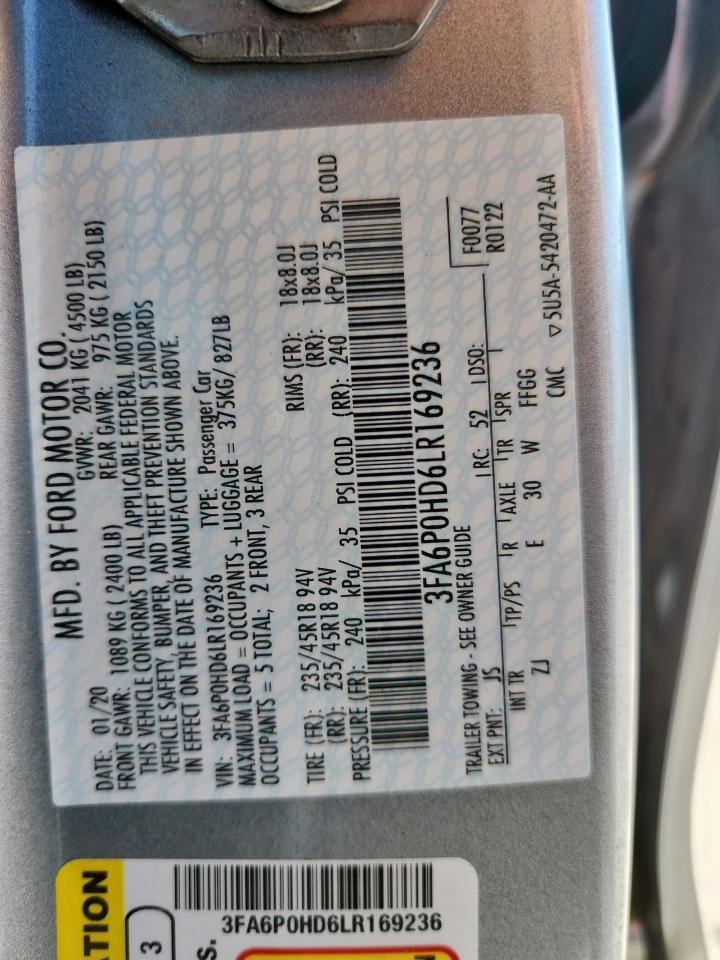 MFD. BY FORD MOTOR CO.
DATE: 01/20 GVWR: 2041 KG ( 4500 LB)
FRONT GAWR: 1089 KG ( 2400 LB) REAR GAWR: 975 KG ( 2150 LB)
THIS VEHICLE CONFORMS TO ALL APPLICABLE FEDERAL MOTOR
VEHICLE SAFETY, BUMPER, AND THEFT PREVENTION STANDARDS
IN EFFECT ON THE DATE OF MANUFACTURE SHOWN ABOVE.
VIN: 3FA6P0HD6LR169236 TYPE: Passenger Car
MAXIMUM LOAD = OCCUPANTS + LUGGAGE = 375KG/ 827LB
OCCUPANTS = 5 TOTAL; 2 FRONT, 3 REAR
TIRE (FR): 235/45R18 94V RIMS (FR): 18x8.0J
(RR): 235/45R18 94V (RR): 18x8.0J
PRESSURE (FR): 240 kPa/ 35 PSI COLD (RR): 240 kPa/ 35 PSI COLD
3FA6P0HD6LR169236
F0077
R0122
TRAILER TOWING - SEE OWNER GUIDE
EXT PNT: JS RC: 52 DSO:
INT TR TP/PS R AXLE TR SPR
ZJ E 30 W FFGG
CMC ▽ 5U5A-5420472-AA
ATION
3
S.
3FA6P0HD6LR169236